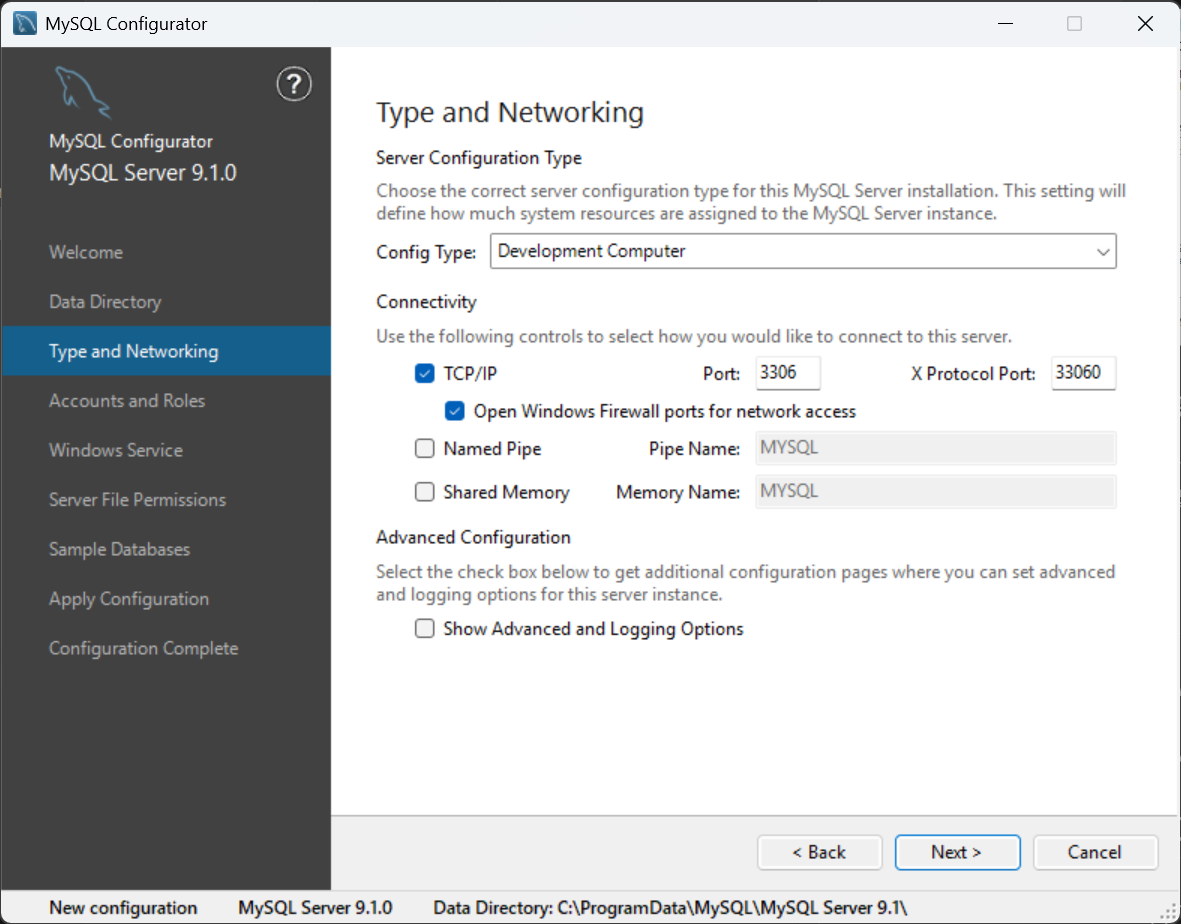 MySQL Configurator
?
MySQL Configurator
MySQL Server 9.1.0
Welcome
Data Directory
Type and Networking
Accounts and Roles
Windows Service
Server File Permissions
Sample Databases
Apply Configuration
Configuration Complete
Type and Networking
Server Configuration Type
Choose the correct server configuration type for this MySQL Server installation. This setting will
define how much system resources are assigned to the MySQL Server instance.
Config Type: Development Computer
Connectivity
Use the following controls to select how you would like to connect to this server.
TCP/IP Port: 3306 X Protocol Port: 33060
Open Windows Firewall ports for network access
Named Pipe Pipe Name: MYSQL
Shared Memory Memory Name: MYSQL
Advanced Configuration
Select the check box below to get additional configuration pages where you can set advanced
and logging options for this server instance.
Show Advanced and Logging Options
< Back Next > Cancel
New configuration MySQL Server 9.1.0 Data Directory: C:\ProgramData\MySQL\MySQL Server 9.1\